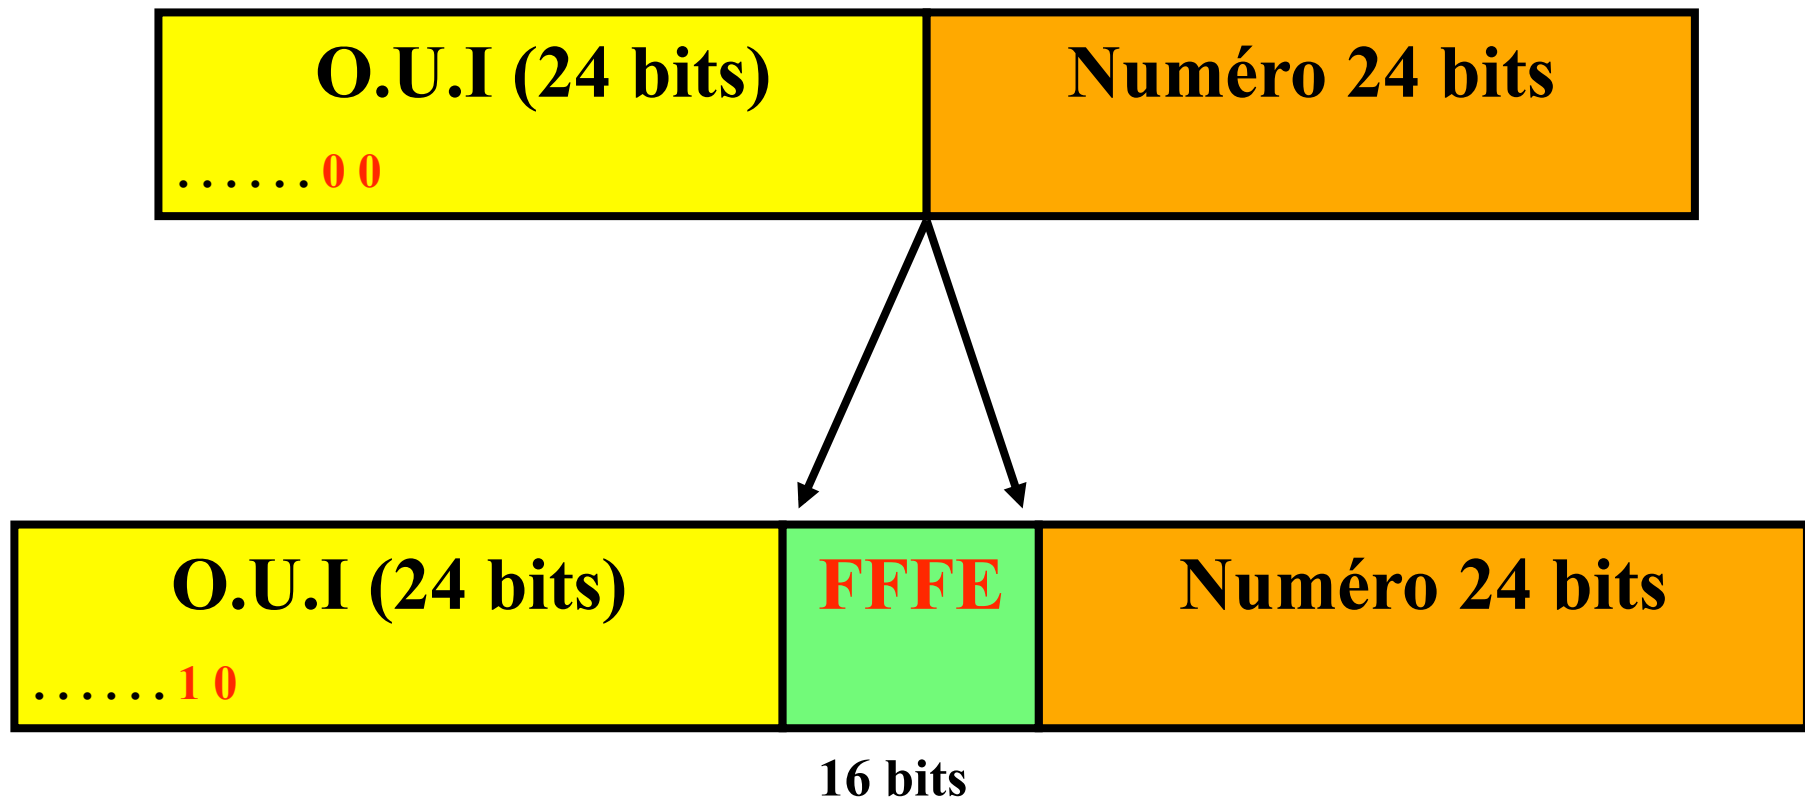 O.U.I (24 bits)
Numéro 24 bits
. . . . . . 0 0
O.U.I (24 bits)
FFFE
Numéro 24 bits
. . . . . . 1 0
16 bits